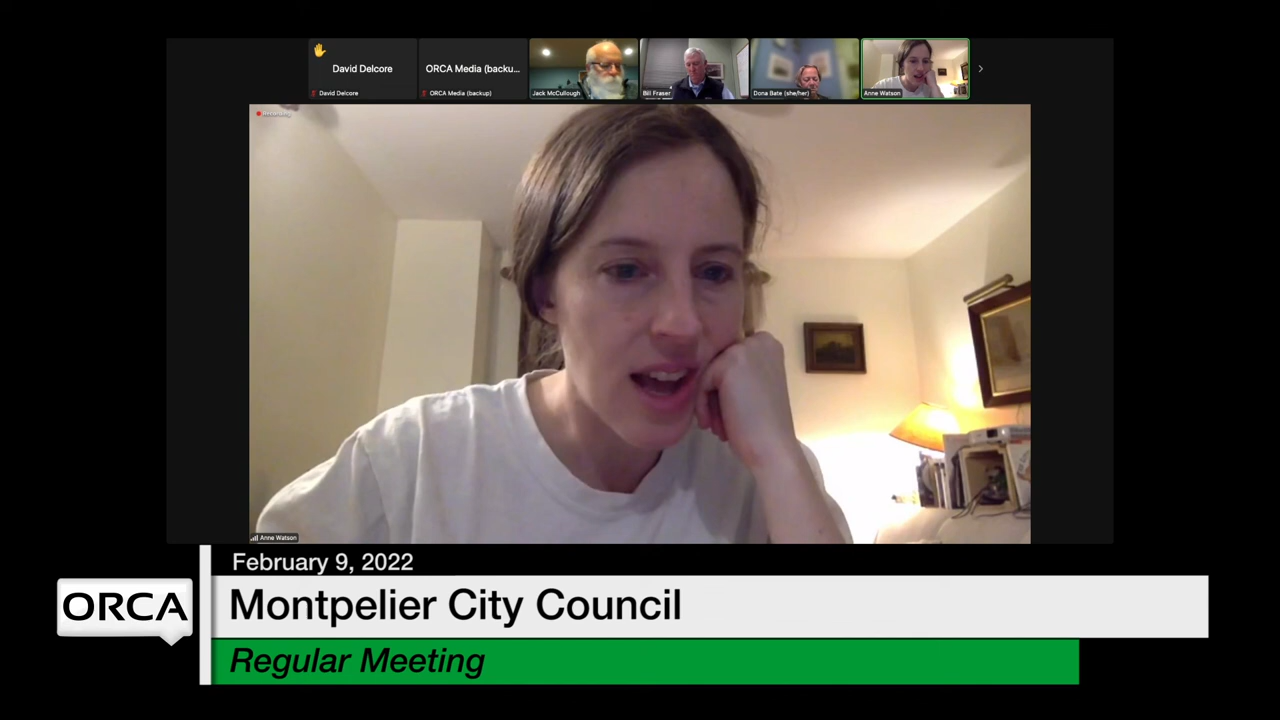 David Delcore
ORCA Media (backu...
David Delcore
ORCA Media (backup)
Jack McCullough
Bill Fraser
Dona Bate (she/her)
Anne Watson
Recording
Anne Watson
February 9, 2022
ORCA
Montpelier City Council
Regular Meeting